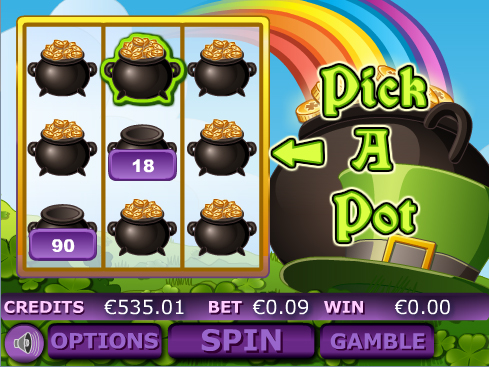 Pick
A
Pot
18
90
CREDITS €535.01 BET €0.09 WIN €0.00
OPTIONS SPIN GAMBLE